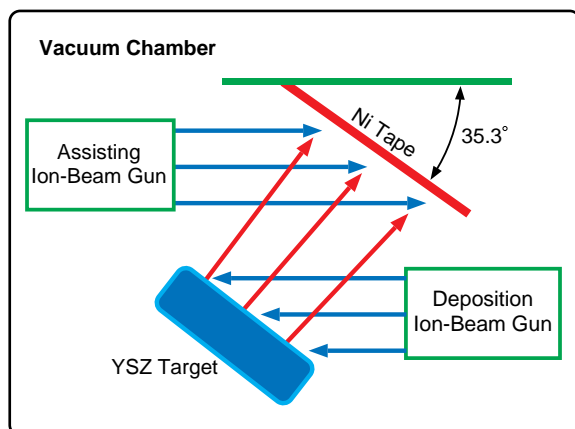 Vacuum Chamber
Ni Tape
35.3°
Assisting
Ion-Beam Gun
Deposition
Ion-Beam Gun
YSZ Target